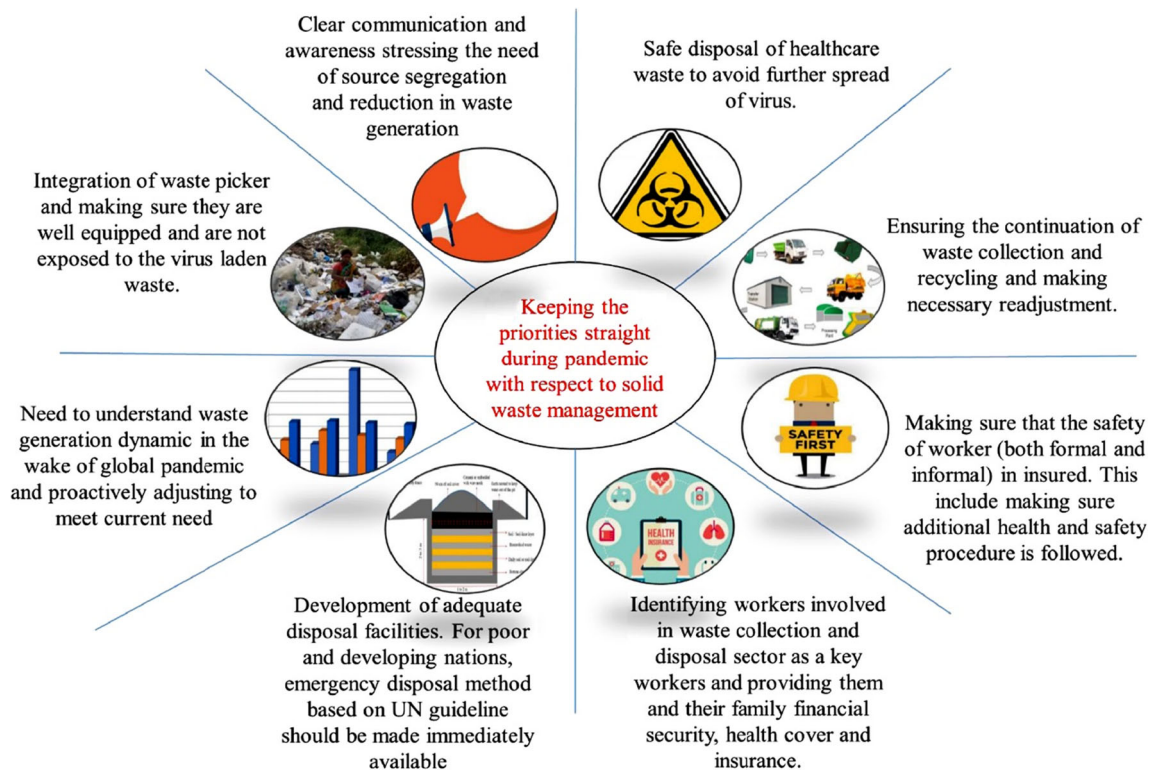 Clear communication and
awareness stressing the need
of source segregation
and reduction in waste
generation
Safe disposal of healthcare
waste to avoid further spread
of virus.
Integration of waste picker
and making sure they are
well equipped and are not
exposed to the virus laden
waste.
Ensuring the continuation of
waste collection and
recycling and making
necessary readjustment.
Keeping the
priorities straight
during pandemic
with respect to solid
waste management
Need to understand waste
generation dynamic in the
wake of global pandemic
and proactively adjusting to
meet current need
SAFETY
FIRST
Making sure that the safety
of worker (both formal and
informal) in insured. This
include making sure
additional health and safety
procedure is followed.
HEALTH
INSURANCE
Development of adequate
disposal facilities. For poor
and developing nations,
emergency disposal method
based on UN guideline
should be made immediately
available
Identifying workers involved
in waste collection and
disposal sector as a key
workers and providing them
and their family financial
security, health cover and
insurance.